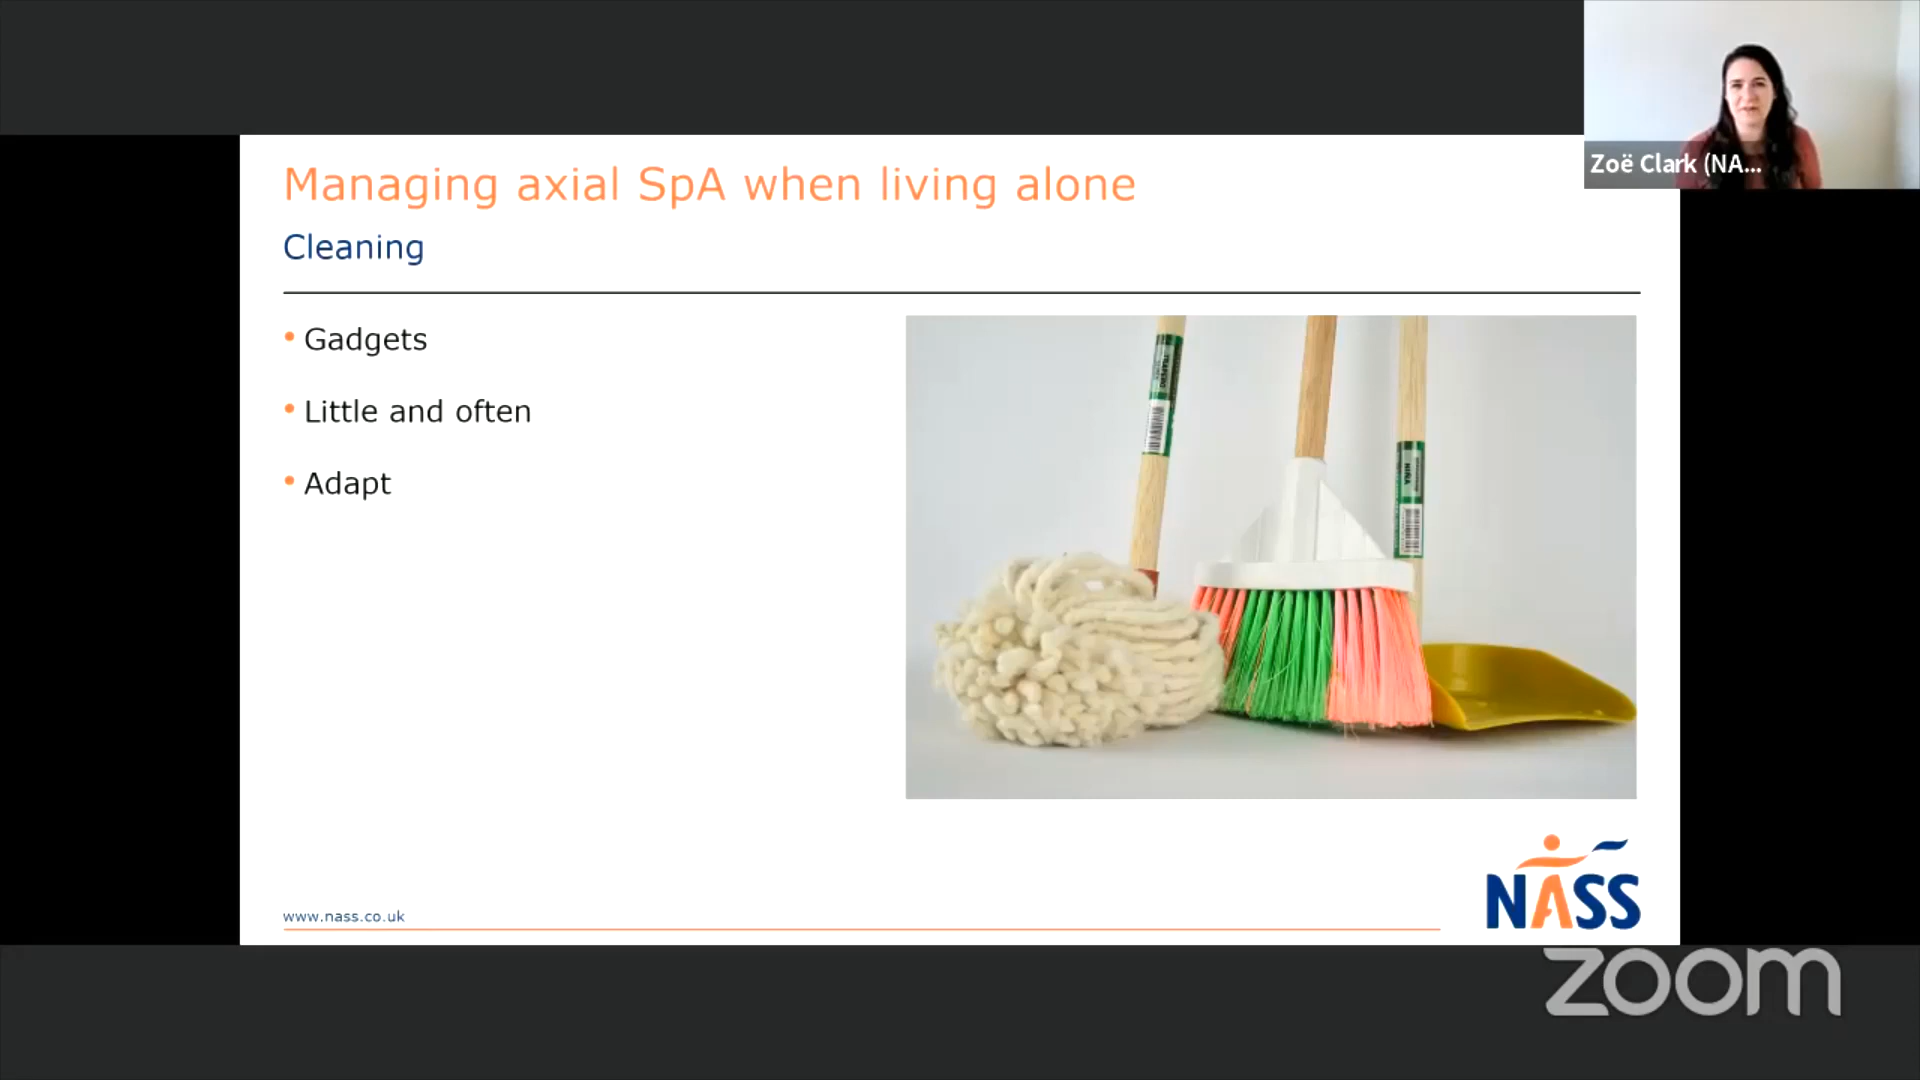 Zoë Clark (NA...
Managing axial SpA when living alone
Cleaning
• Gadgets
• Little and often
• Adapt
www.nass.co.uk
NASS
zoom